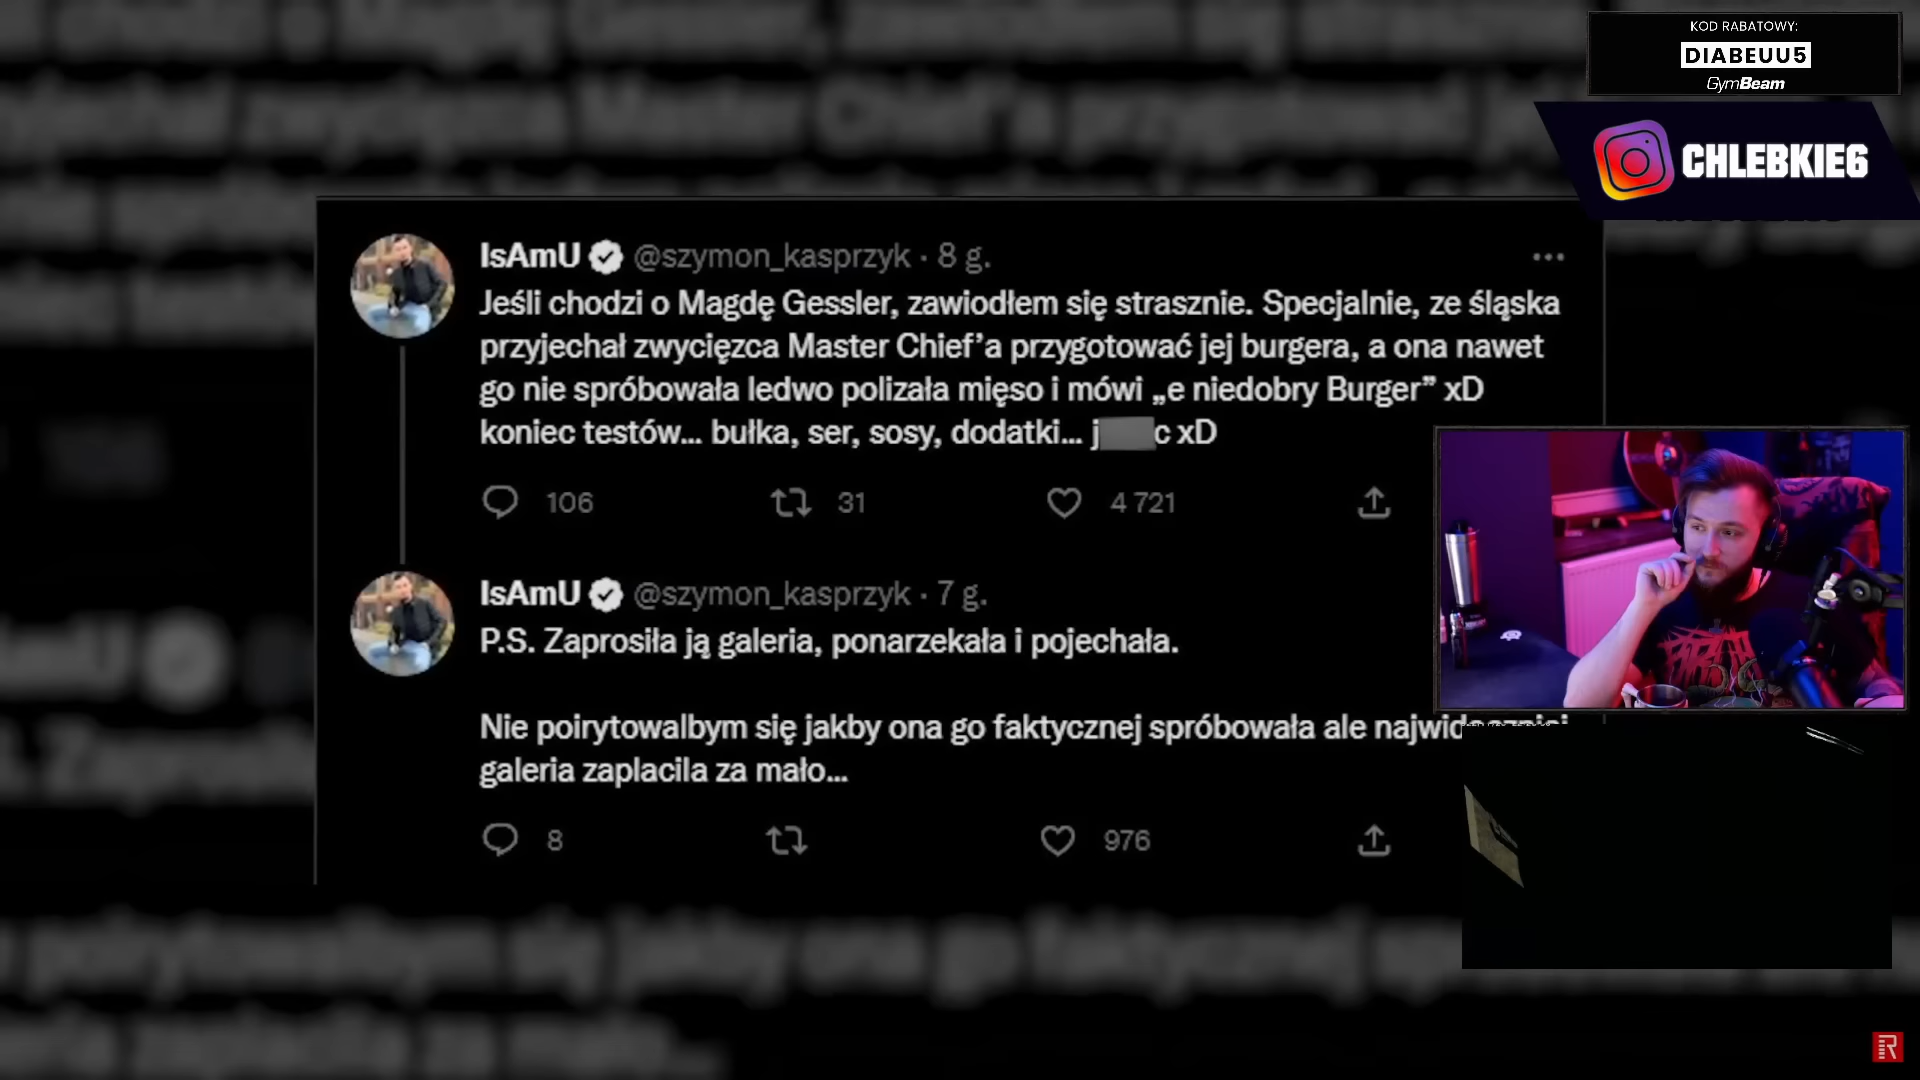 KOD RABATOWY:
DIABEUU5
GymBeam
CHLEBKIE6
IsAmU @szymon_kasprzyk · 8 g.
Jeśli chodzi o Magdę Gessler, zawiodłem się strasznie. Specjalnie, ze śląska
przyjechał zwycięzca Master Chief’a przygotować jej burgera, a ona nawet
go nie spróbowała ledwo polizała mięso i mówi „e niedobry Burger” xD
koniec testów... bułka, ser, sosy, dodatki... j c xD
106 31 4 721
IsAmU @szymon_kasprzyk · 7 g.
P.S. Zaprosiła ją galeria, ponarzekała i pojechała.
Nie poirytowalbym się jakby ona go faktycznej spróbowała ale
galeria zaplacila za mało...
8 976